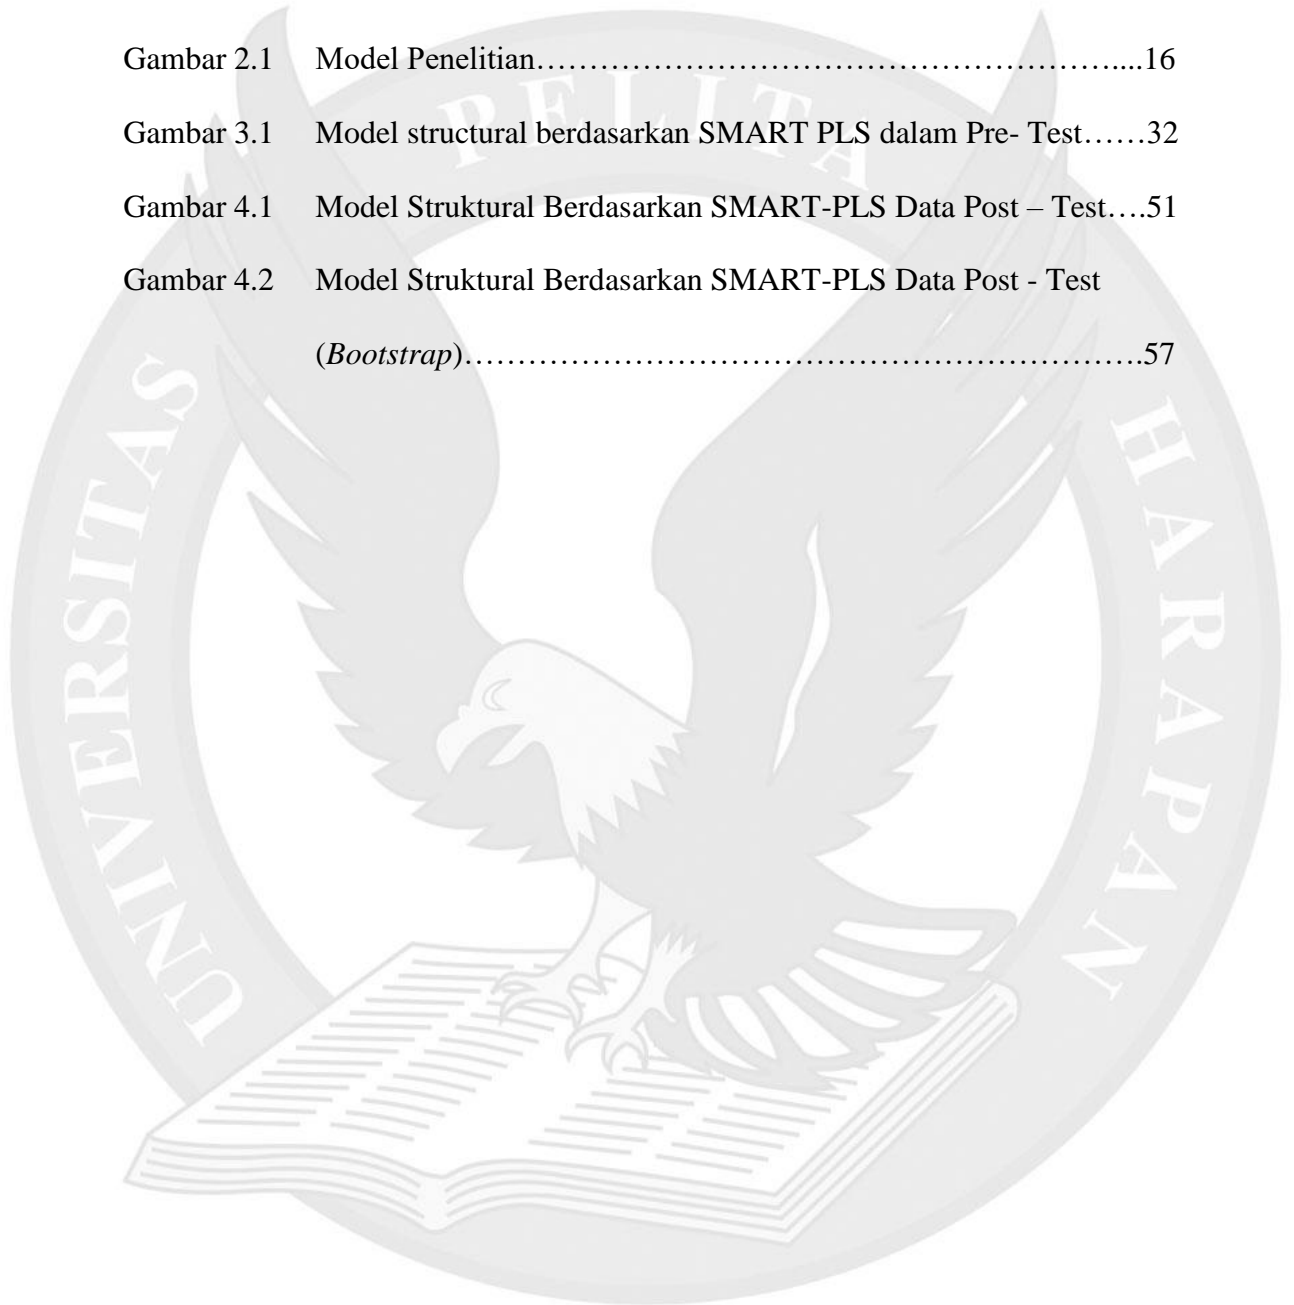 Gambar 2.1 Model Penelitian……………………………………………………....16
Gambar 3.1 Model structural berdasarkan SMART PLS dalam Pre- Test……32
Gambar 4.1 Model Struktural Berdasarkan SMART-PLS Data Post – Test….51
Gambar 4.2 Model Struktural Berdasarkan SMART-PLS Data Post - Test
(Bootstrap)………………………………………………………………….57
UNIVERSITAS PELITA HARAPAN